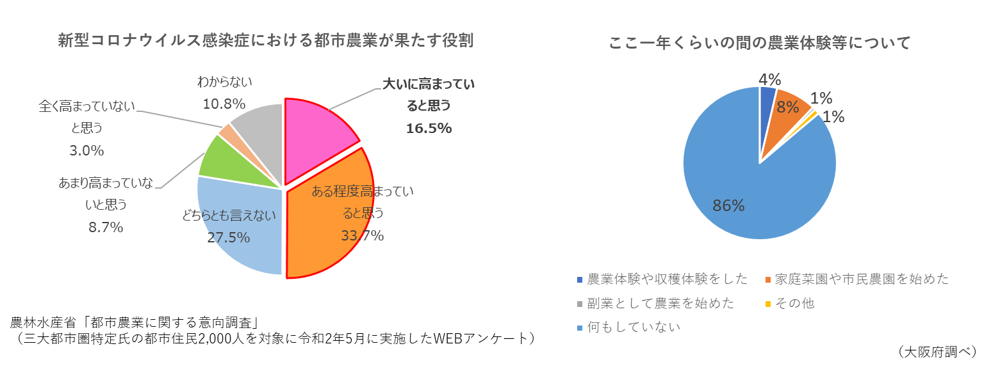 新型コロナウイルス感染症における都市農業が果たす役割
わからない
10.8%
全く高まっていない
と思う
3.0%
あまり高まっていな
いと思う
8.7%
どちらとも言えない
27.5%
大いに高まってい
ると思う
16.5%
ある程度高まってい
ると思う
33.7%
農林水産省「都市農業に関する意向調査」
（三大都市圏特定氏の都市住民2,000人を対象に令和2年5月に実施したWEBアンケート）
ここ一年くらいの間の農業体験等について
4%
8%
1%
1%
86%
農業体験や収穫体験をした
家庭菜園や市民農園を始めた
副業として農業を始めた
その他
何もしていない
（大阪府調べ）